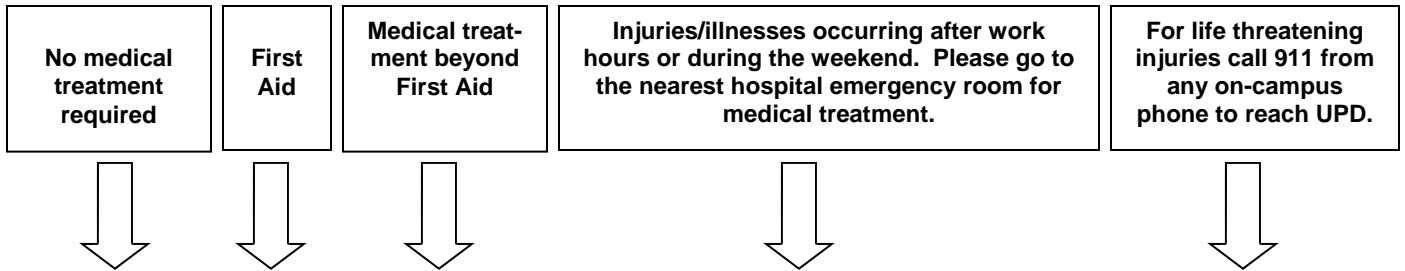 No medical
treatment
required
First
Aid
Medical treat-
ment beyond
First Aid
Injuries/illnesses occurring after work
hours or during the weekend.  Please go to
the nearest hospital emergency room for
medical treatment.
For life threatening
injuries call 911 from
any on-campus
phone to reach UPD.